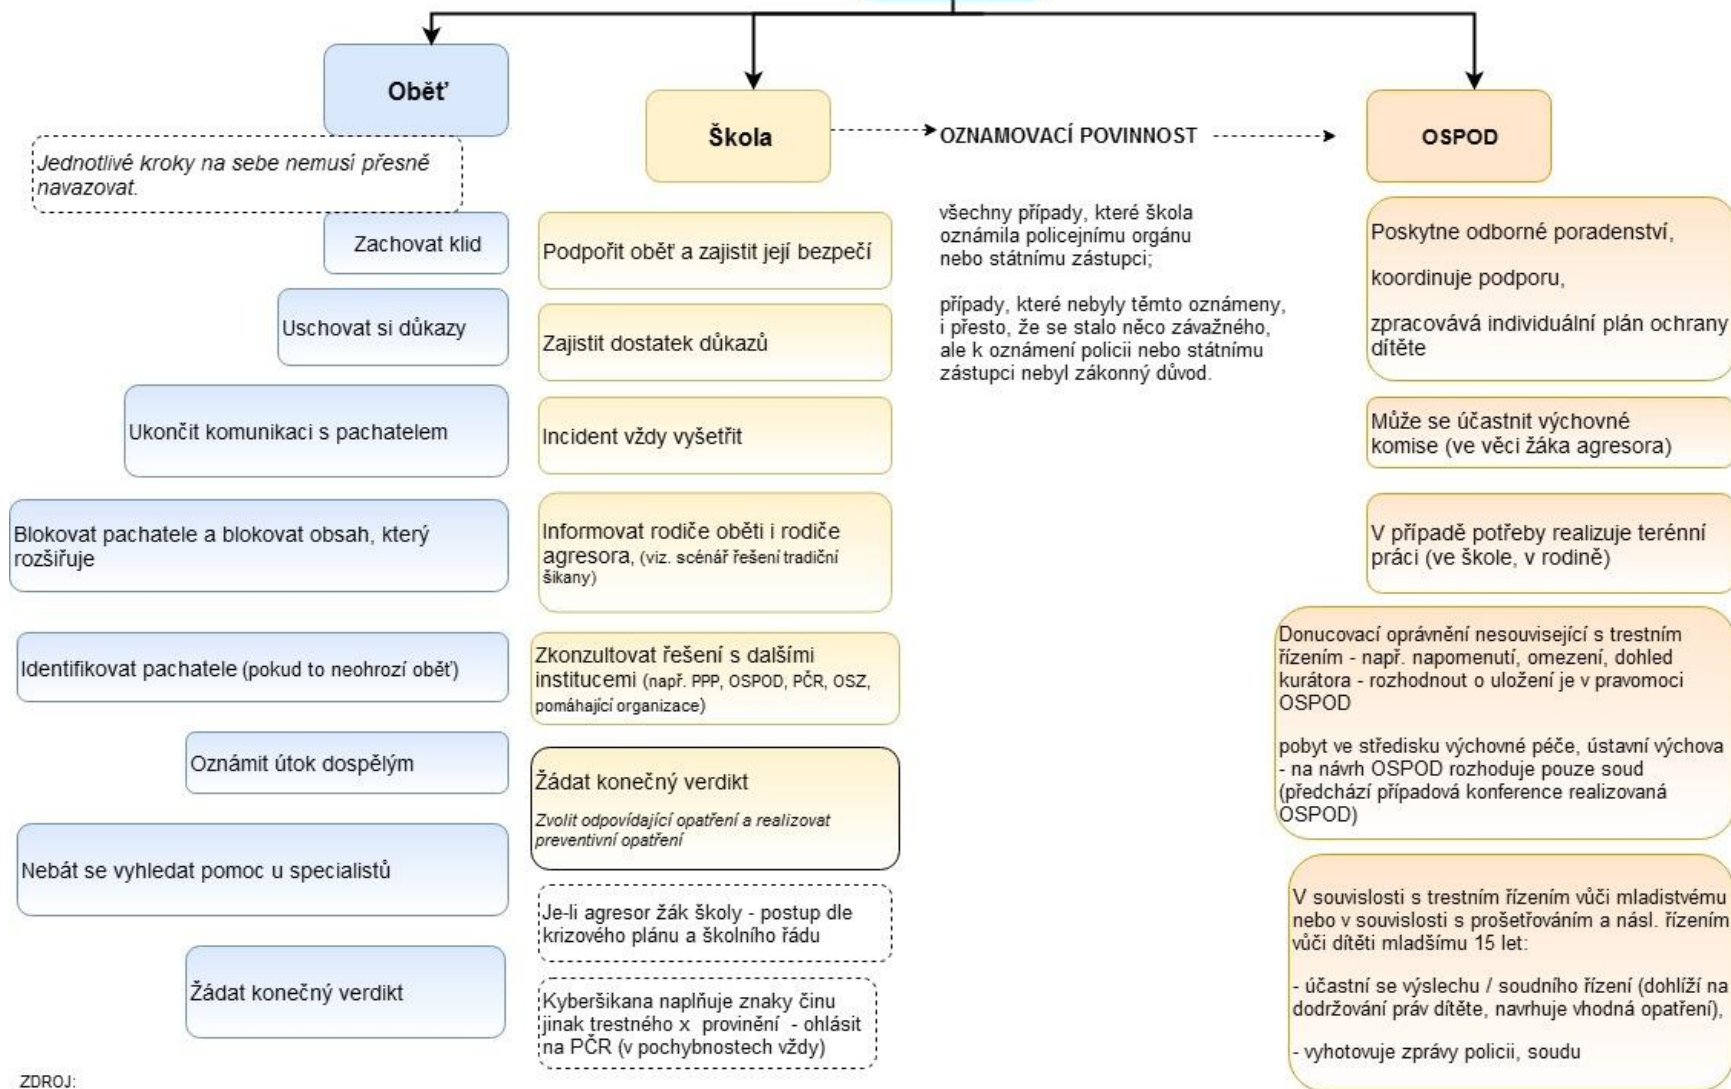 Oběť
Jednotlivé kroky na sebe nemusí přesně
navazovat.
Zachovat klid
Uschovat si důkazy
Ukončit komunikaci s pachatelem
Blokovat pachatele a blokovat obsah, který
rozšiřuje
Identifikovat pachatele (pokud to neohrozí oběť)
Oznámit útok dospělým
Nebát se vyhledat pomoc u specialistů
Žádat konečný verdikt
ZDROJ:
Škola
Podpořit oběť a zajistit její bezpečí
Zajistit dostatek důkazů
Incident vždy vyšetřit
Informovat rodiče oběti i rodiče
agresora, (viz. scénář řešení tradiční
šikany)
Zkonzultovat řešení s dalšími
institucemi (např. PPP, OSPOD, PČR, OSZ,
pomáhající organizace)
Žádat konečný verdikt
Zvolit odpovídající opatření a realizovat
preventivní opatření
Je-li agresor žák školy - postup dle
krizového plánu a školního řádu
Kyberšikana naplňuje znaky činu
jinak trestného x provinění - ohlásit
na PČR (v pochybnostech vždy)
OZNAMOVACÍ POVINNOST
všechny případy, které škola
oznámila policejnímu orgánu
nebo státnímu zástupci;
případy, které nebyly těmto oznámeny,
i přesto, že se stalo něco závažného,
ale k oznámení policii nebo státnímu
zástupci nebyl zákonný důvod.
OSPOD
Poskytne odborné poradenství,
koordinuje podporu,
zpracovává individuální plán ochrany
dítěte
Může se účastnit výchovné
komise (ve věci žáka agresora)
V případě potřeby realizuje terénní
práci (ve škole, v rodině)
Donucovací oprávnění nesouvisející s trestním
řízením - např. napomenutí, omezení, dohled
kurátora - rozhodnout o uložení je v pravomoci
OSPOD
pobyt ve středisku výchovné péče, ústavní výchova
- na návrh OSPOD rozhoduje pouze soud
(předchází případová konference realizovaná
OSPOD)
V souvislosti s trestním řízením vůči mladistvému
nebo v souvislosti s prošetřováním a násl. řízením
vůči dítěti mladšímu 15 let:
- účastní se výslechu / soudního řízení (dohlíží na
dodržování práv dítěte, navrhuje vhodná opatření),
- vyhotovuje zprávy policii, soudu